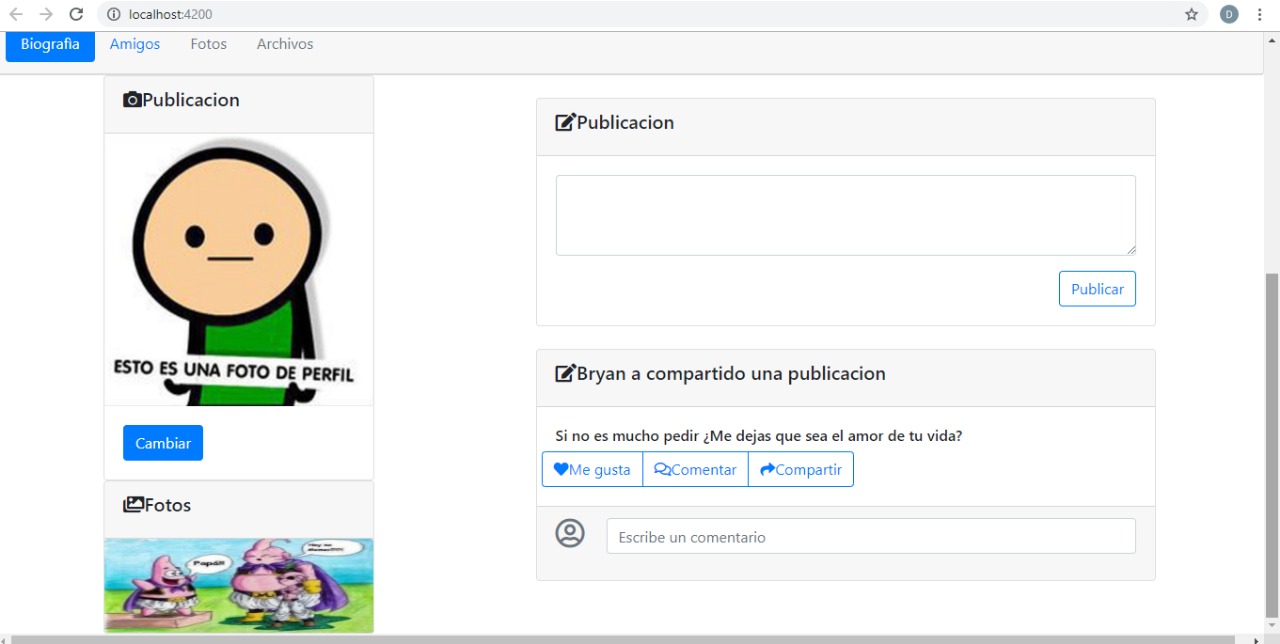 localhost:4200
D
Biografia
Amigos
Fotos
Archivos
Publicacion
ESTO ES UNA FOTO DE PERFIL
Cambiar
Fotos
Papá!!
Publicacion
Publicar
Bryan a compartido una publicacion
Si no es mucho pedir ¿Me dejas que sea el amor de tu vida?
Me gusta
Comentar
Compartir
Escribe un comentario